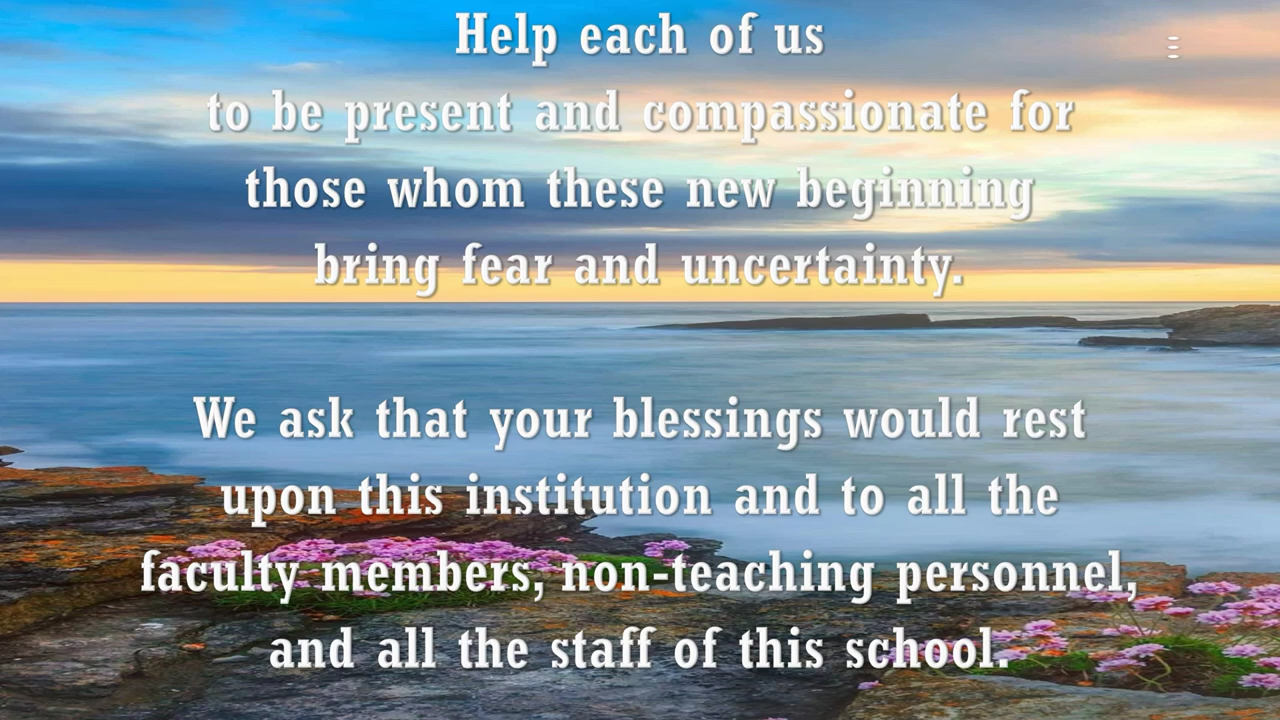 Help each of us
to be present and compassionate for
those whom these new beginning
bring fear and uncertainty.
We ask that your blessings would rest
upon this institution and to all the
faculty members, non-teaching personnel,
and all the staff of this school.